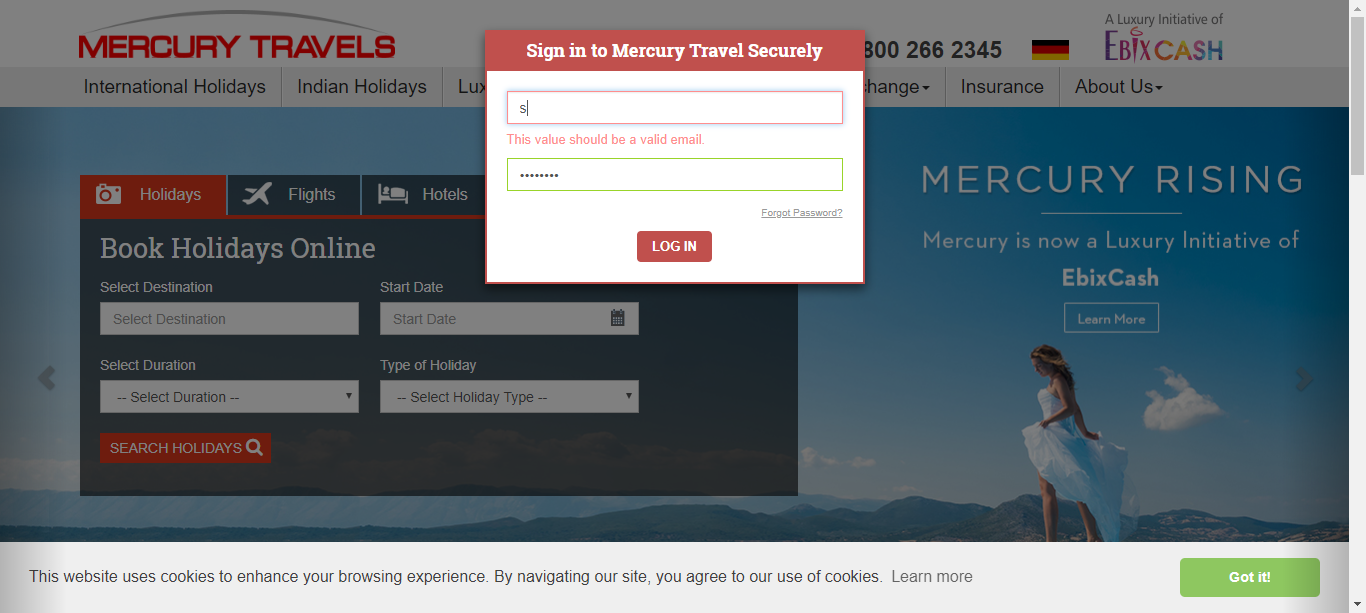 MERCURY TRAVELS
800 266 2345
A Luxury Initiative of
EBIXCASH
International Holidays
Indian Holidays
Insurance
About Us
Sign in to Mercury Travel Securely
s
This value should be a valid email.
••••••••
Forgot Password?
LOG IN
Holidays
Flights
Hotels
Book Holidays Online
Select Destination
Start Date
Select Destination
Start Date
Select Duration
Type of Holiday
-- Select Duration --
-- Select Holiday Type --
SEARCH HOLIDAYS
MERCURY RISING
Mercury is now a Luxury Initiative of
EbixCash
Learn More
This website uses cookies to enhance your browsing experience. By navigating our site, you agree to our use of cookies. Learn more
Got it!